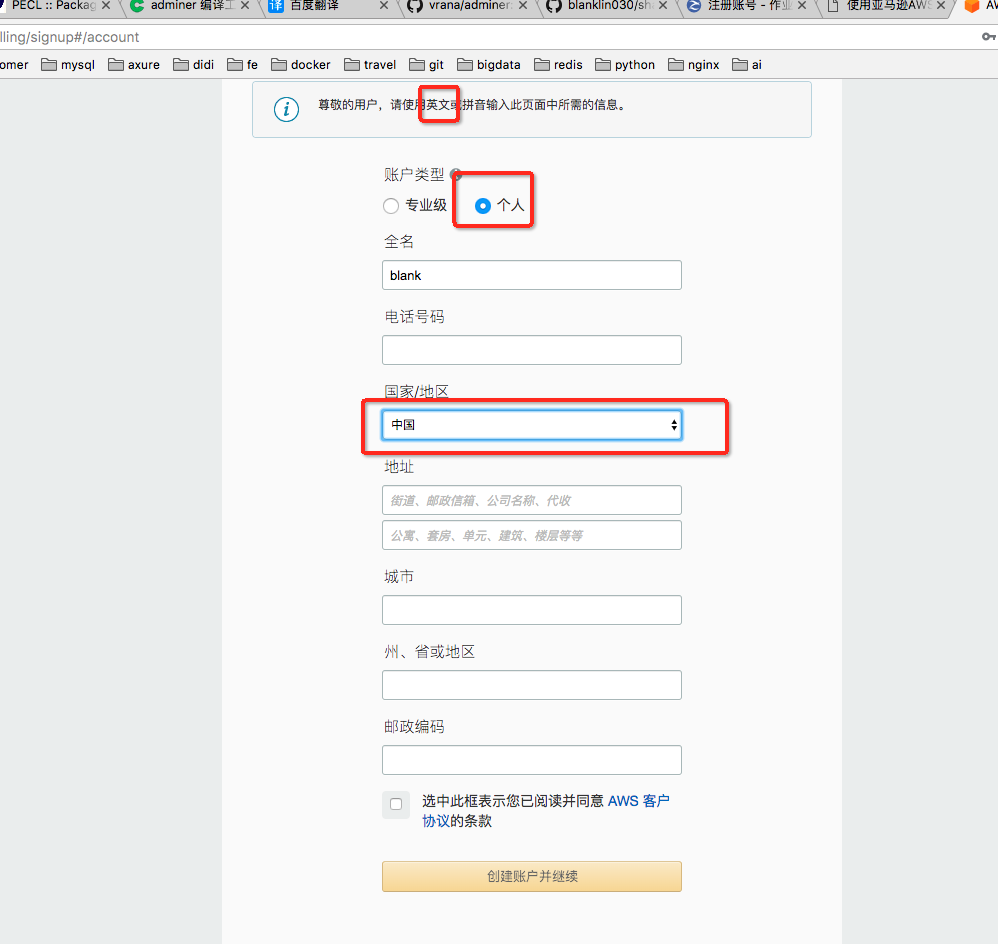 PECL :: Packag
adminer 编译工
百度翻译
vrana/adminer:
blanklin030/sh
注册账号 - 作业
使用亚马逊AWS
lling/signup#/account
omer mysql axure didi fe docker travel git bigdata redis python nginx ai
尊敬的用户，请使用英文或拼音输入此页面中所需的信息。
账户类型
专业级 个人
全名
blank
电话号码
国家/地区
中国
地址
街道、邮政信箱、公司名称、代收
公寓、套房、单元、建筑、楼层等等
城市
州、省或地区
邮政编码
选中此框表示您已阅读并同意 AWS 客户
协议的条款
创建账户并继续